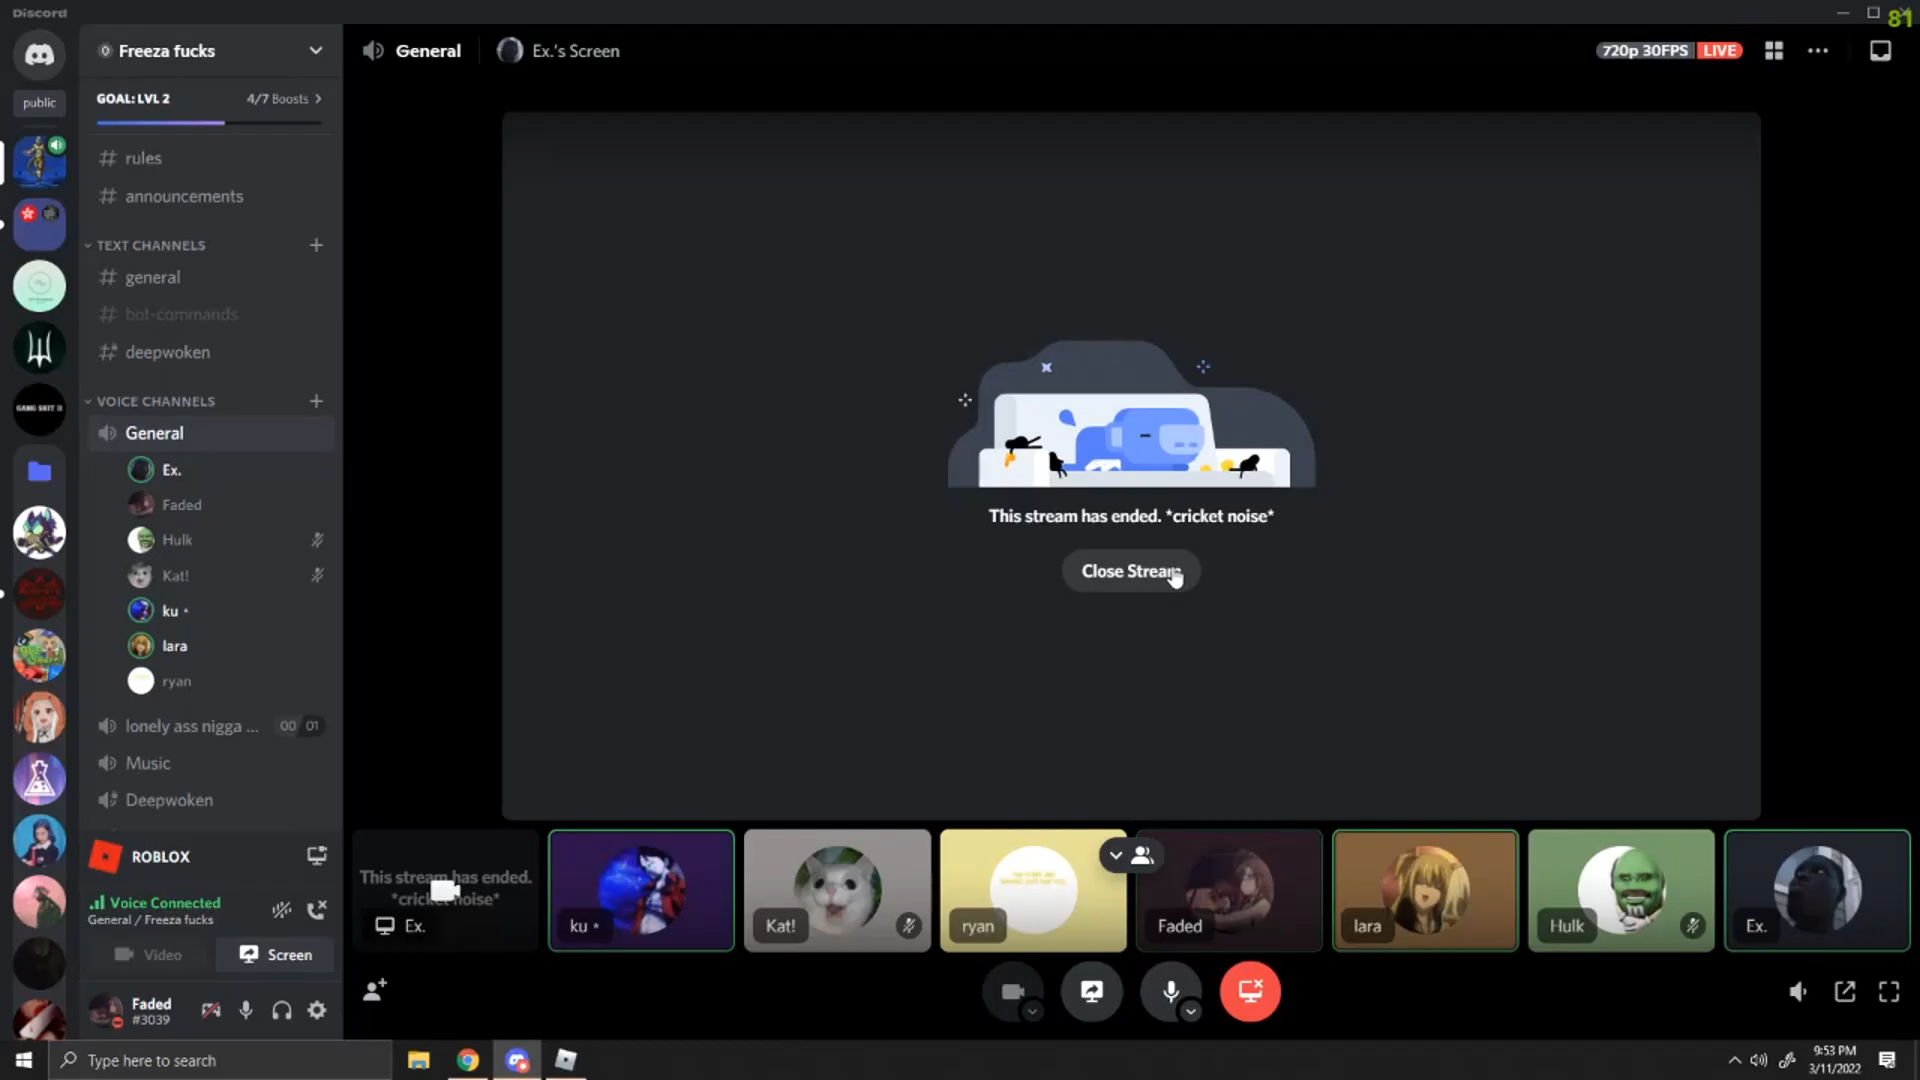 Discord
81
Freeza fucks
General
Ex.'s Screen
720p 30FPS LIVE
public
GOAL: LVL 2
4/7 Boosts
rules
announcements
TEXT CHANNELS
general
bot-commands
deepwoken
VOICE CHANNELS
General
Ex.
Faded
Hulk
Kat!
ku
lara
ryan
lonely ass nigga ...
00 01
Music
Deepwoken
This stream has ended. *cricket noise*
Close Stream
ROBLOX
Voice Connected
General / Freeza fucks
Video
Screen
Faded
#3039
This stream has ended.
*cricket noise*
Ex.
ku
Kat!
ryan
Faded
lara
Hulk
Ex.
Type here to search
9:53 PM
3/11/2022